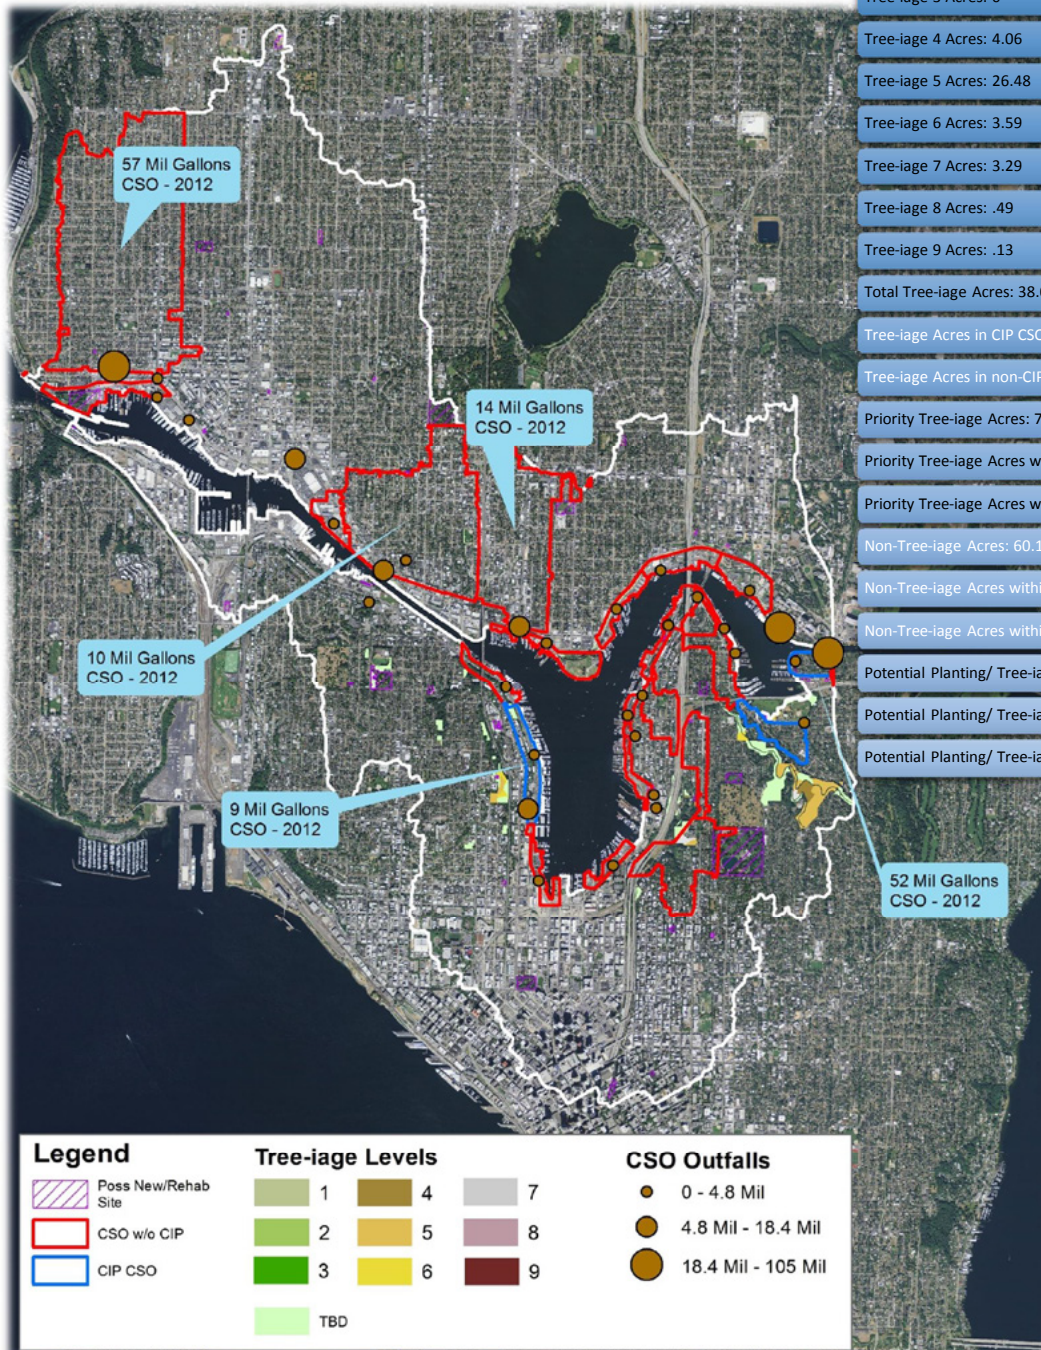 Tree-iage 4 Acres: 4.06
Tree-iage 5 Acres: 26.48
Tree-iage 6 Acres: 3.59
Tree-iage 7 Acres: 3.29
Tree-iage 8 Acres: .49
Tree-iage 9 Acres: .13
Total Tree-iage Acres: 38.
Tree-iage Acres in CIP CSO
Tree-iage Acres in non-CIP
Priority Tree-iage Acres: 7
Priority Tree-iage Acres w
Priority Tree-iage Acres w
Non-Tree-iage Acres: 60.1
Non-Tree-iage Acres withi
Non-Tree-iage Acres withi
Potential Planting/ Tree-ia
Potential Planting/ Tree-ia
Potential Planting/ Tree-ia
57 Mil Gallons
CSO - 2012
14 Mil Gallons
CSO - 2012
10 Mil Gallons
CSO - 2012
9 Mil Gallons
CSO - 2012
52 Mil Gallons
CSO - 2012
Legend
Poss New/Rehab
Site
CSO w/o CIP
CIP CSO
Tree-iage Levels
1
2
3
4
5
6
7
8
9
TBD
CSO Outfalls
0 - 4.8 Mil
4.8 Mil - 18.4 Mil
18.4 Mil - 105 Mil